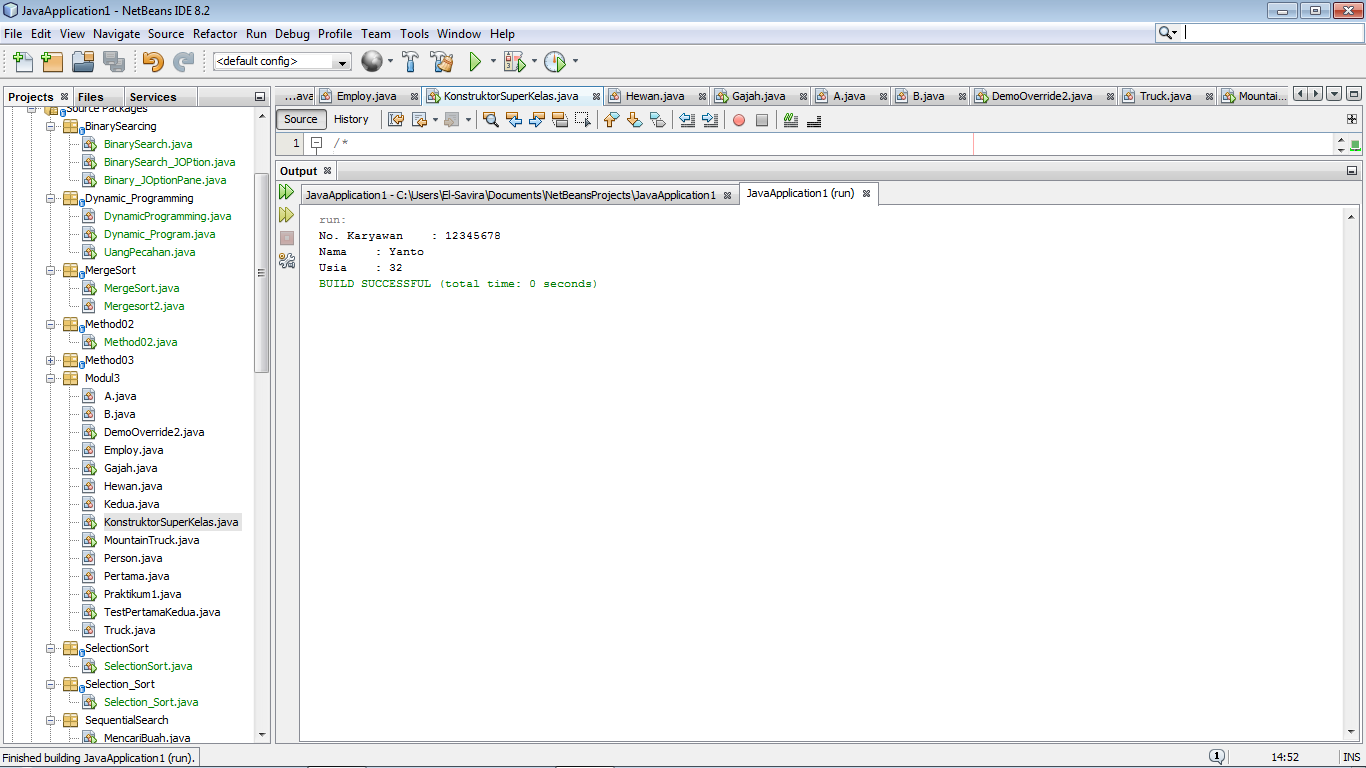 JavaApplication1 - NetBeans IDE 8.2
File Edit View Navigate Source Refactor Run Debug Profile Team Tools Window Help
<default config>
Projects Files Services
...ava Employ.java KonstruktorSuperKelas.java Hewan.java Gajah.java A.java B.java DemoOverride2.java Truck.java Mountai...
Source History
1 /*
Output
JavaApplication1 - C:\Users\El-Savira\Documents\NetBeansProjects\JavaApplication1 JavaApplication1 (run)
run:
No. Karyawan : 12345678
Nama : Yanto
Usia : 32
BUILD SUCCESSFUL (total time: 0 seconds)
Source Packages
BinarySearcing
BinarySearch.java
BinarySearch_JOPtion.java
Binary_JOptionPane.java
Dynamic_Programming
DynamicProgramming.java
Dynamic_Program.java
UangPecahan.java
MergeSort
MergeSort.java
Mergesort2.java
Method02
Method02.java
Method03
Modul3
A.java
B.java
DemoOverride2.java
Employ.java
Gajah.java
Hewan.java
Kedua.java
KonstruktorSuperKelas.java
MountainTruck.java
Person.java
Pertama.java
Praktikum1.java
TestPertamaKedua.java
Truck.java
SelectionSort
SelectionSort.java
Selection_Sort
Selection_Sort.java
SequentialSearch
MencariBuah.java
Finished building JavaApplication1 (run).
1 14:52 INS